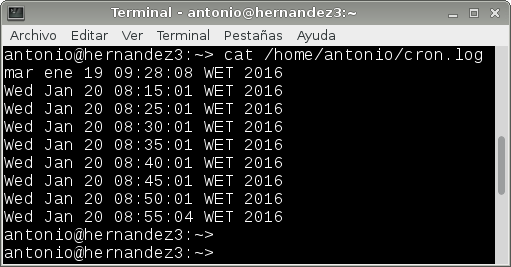 Terminal - antonio@hernandez3:~
Archivo Editar Ver Terminal Pestañas Ayuda
antonio@hernandez3:~> cat /home/antonio/cron.log
mar ene 19 09:28:08 WET 2016
Wed Jan 20 08:15:01 WET 2016
Wed Jan 20 08:25:01 WET 2016
Wed Jan 20 08:30:01 WET 2016
Wed Jan 20 08:35:01 WET 2016
Wed Jan 20 08:40:01 WET 2016
Wed Jan 20 08:45:01 WET 2016
Wed Jan 20 08:50:01 WET 2016
Wed Jan 20 08:55:04 WET 2016
antonio@hernandez3:~>
antonio@hernandez3:~>